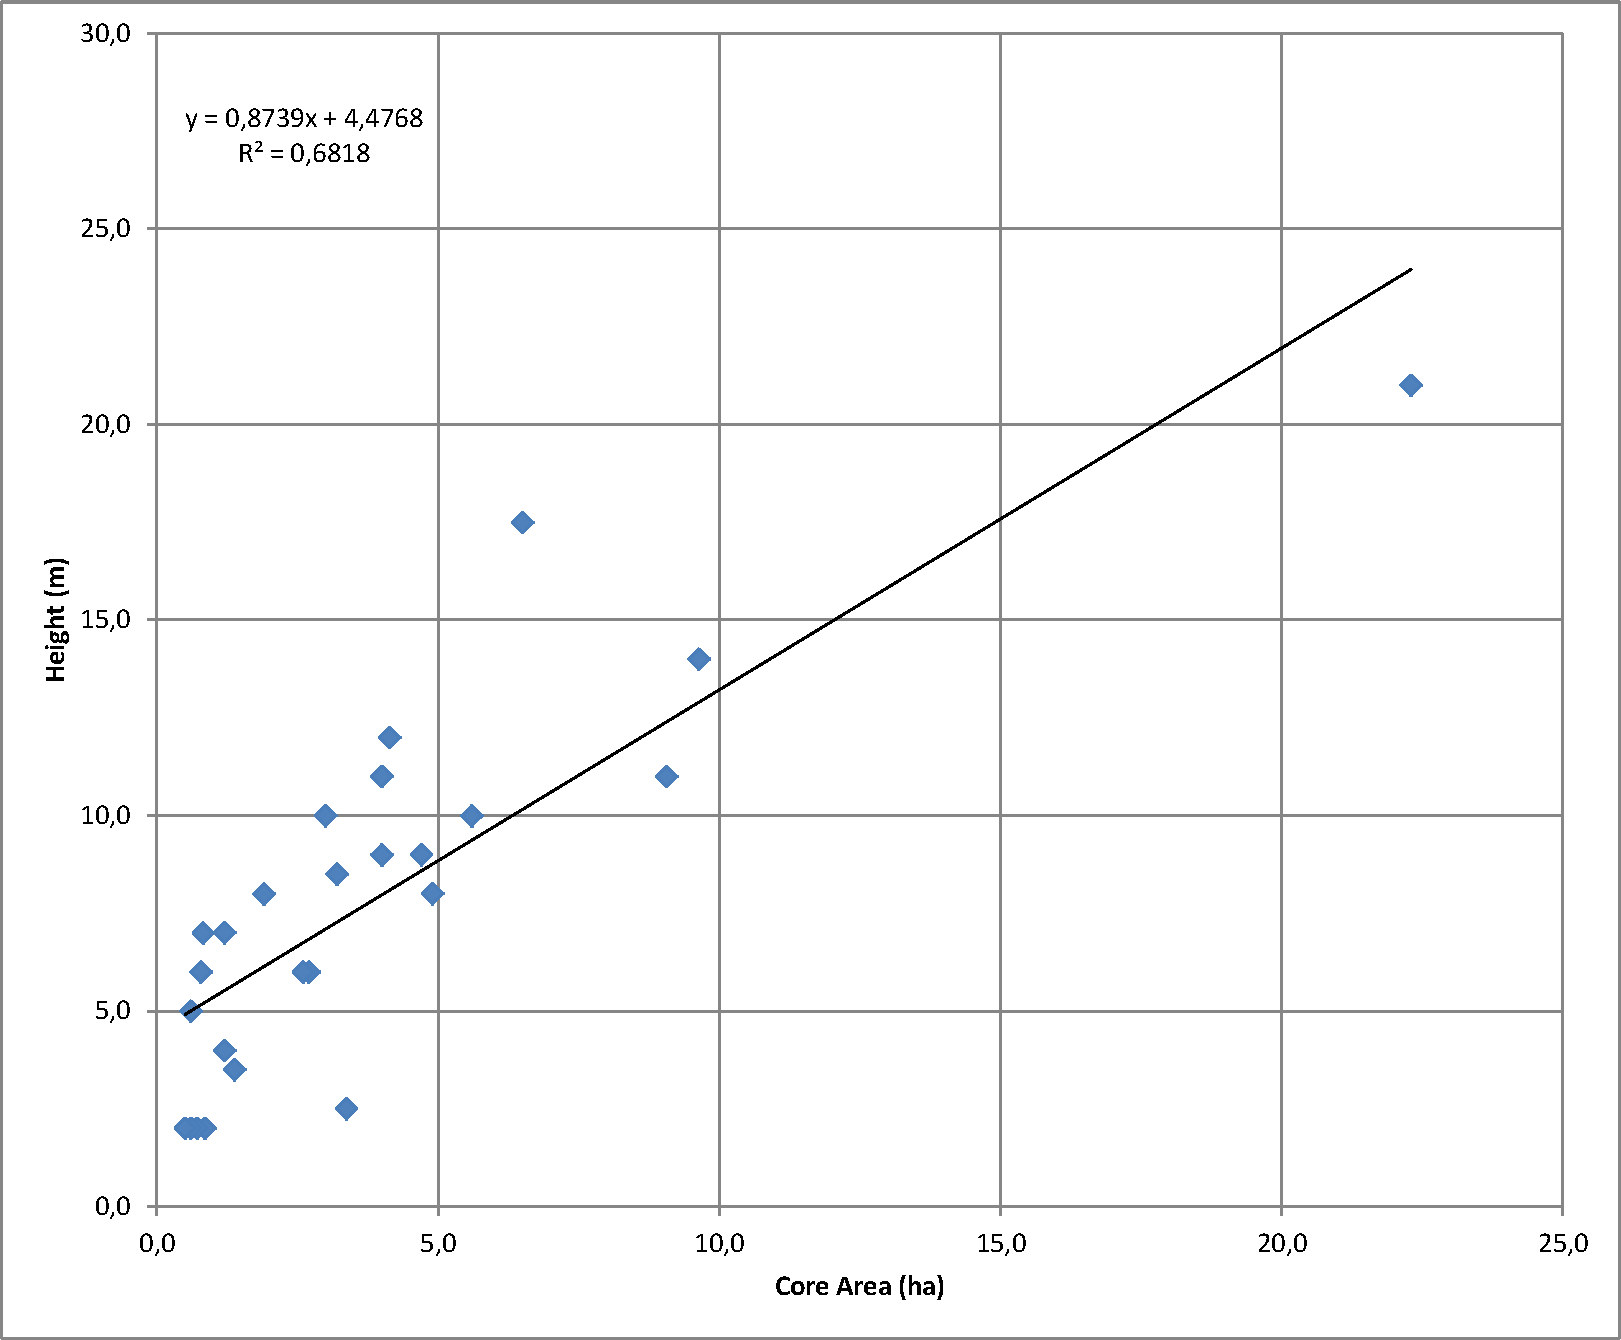 30,0
y = 0,8739x + 4,4768
R² = 0,6818
25,0
20,0
15,0
10,0
5,0
0,0
Height (m)
0,0 5,0 10,0 15,0 20,0 25,0
Core Area (ha)